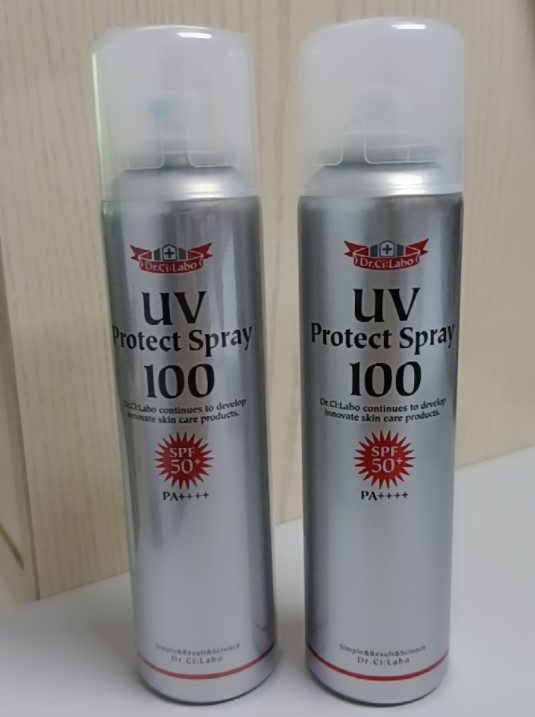 Dr.Ci:Labo
UV
Protect Spray
100
Dr.Ci:Labo continues to develop
innovate skin care products.
SPF
50+
PA++++
Simple&Result&Science
Dr.Ci:Labo
Dr.Ci:Labo
UV
Protect Spray
100
Dr.Ci:Labo continues to develop
innovate skin care products.
SPF
50+
PA++++
Simple&Result&Science
Dr.Ci:Labo